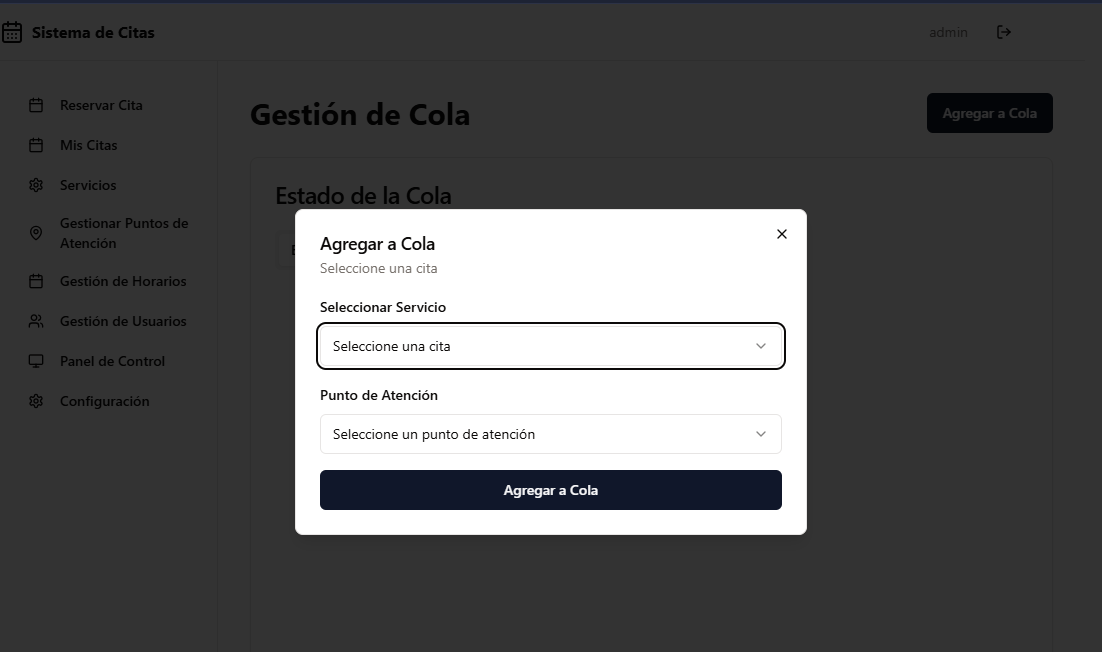 Sistema de Citas
admin
Reservar Cita
Mis Citas
Servicios
Gestionar Puntos de
Atención
Gestión de Horarios
Gestión de Usuarios
Panel de Control
Configuración
Gestión de Cola
Agregar a Cola
Estado de la Cola
Agregar a Cola
Seleccione una cita
Seleccionar Servicio
Seleccione una cita
Punto de Atención
Seleccione un punto de atención
Agregar a Cola